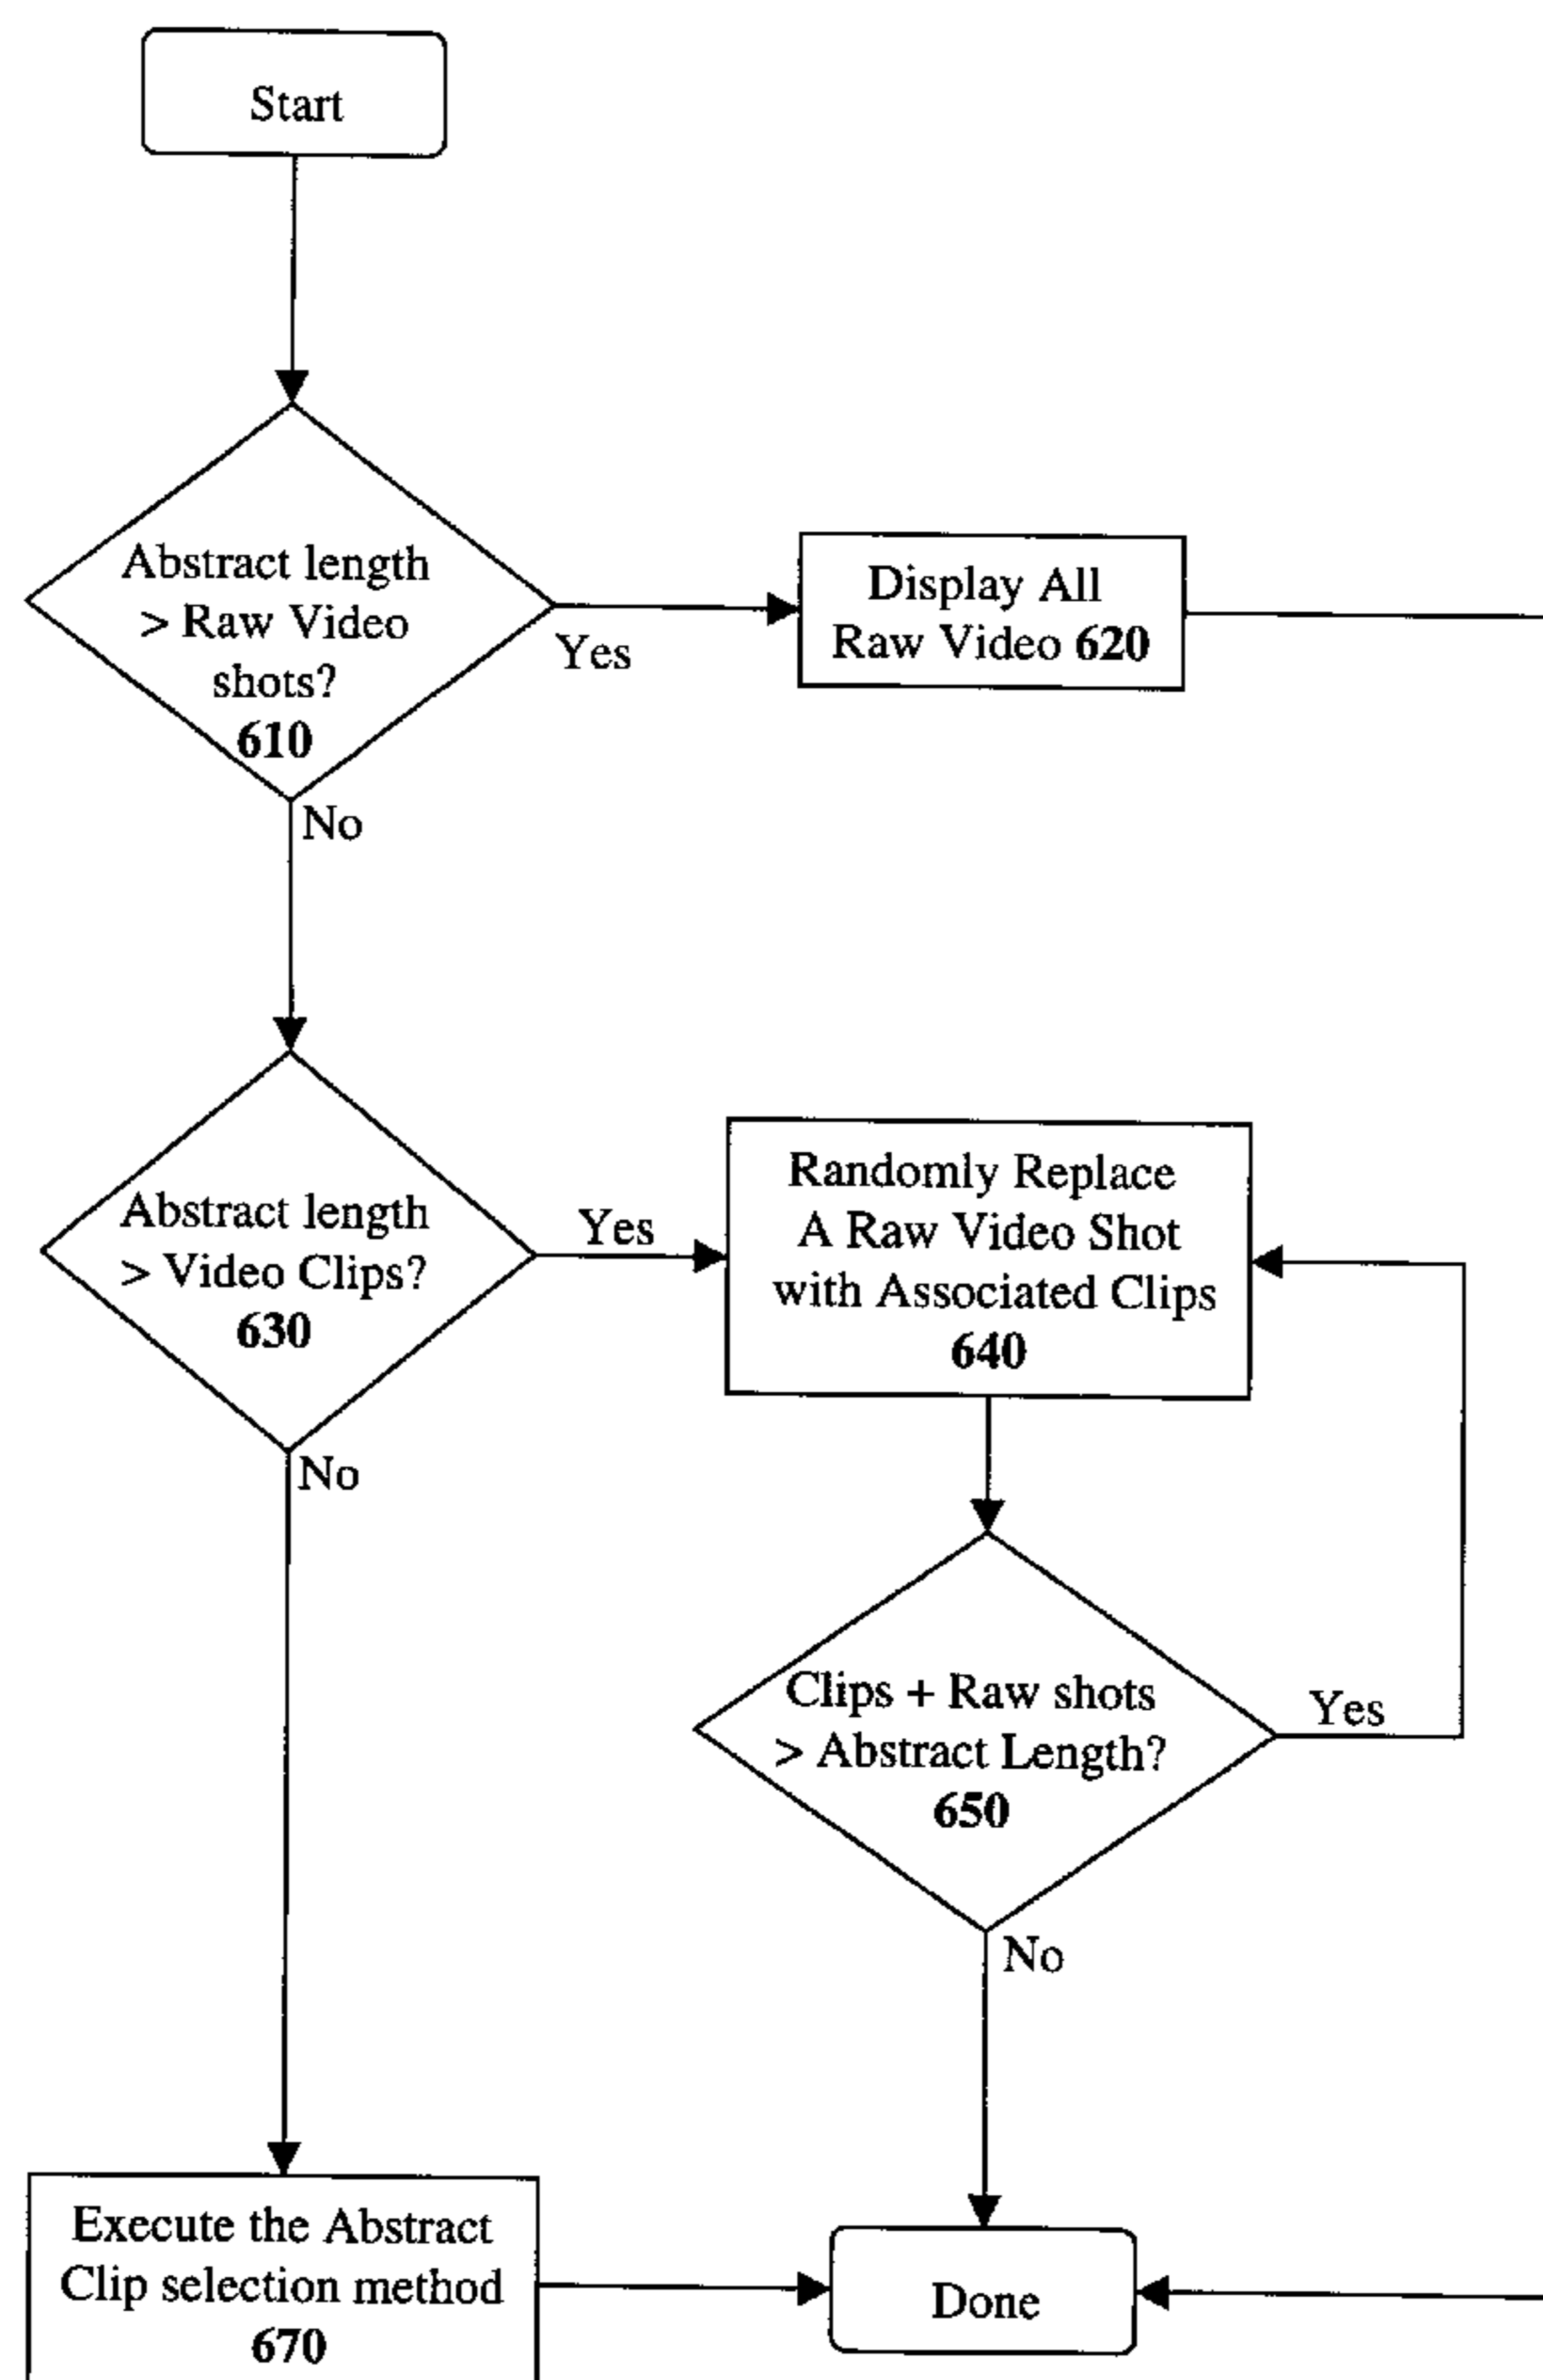 Start
Abstract length
> Raw Video
shots?
610
Yes
No
Display All
Raw Video 620
Abstract length
> Video Clips?
630
Yes
No
Randomly Replace
A Raw Video Shot
with Associated Clips
640
Clips + Raw shots
> Abstract Length?
650
Yes
No
Execute the Abstract
Clip selection method
670
Done